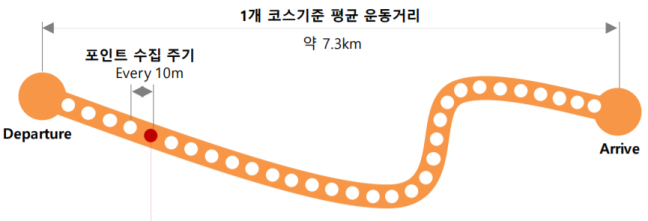 1개 코스기준 평균 운동거리
약 7.3km
포인트 수집 주기
Every 10m
Departure
Arrive